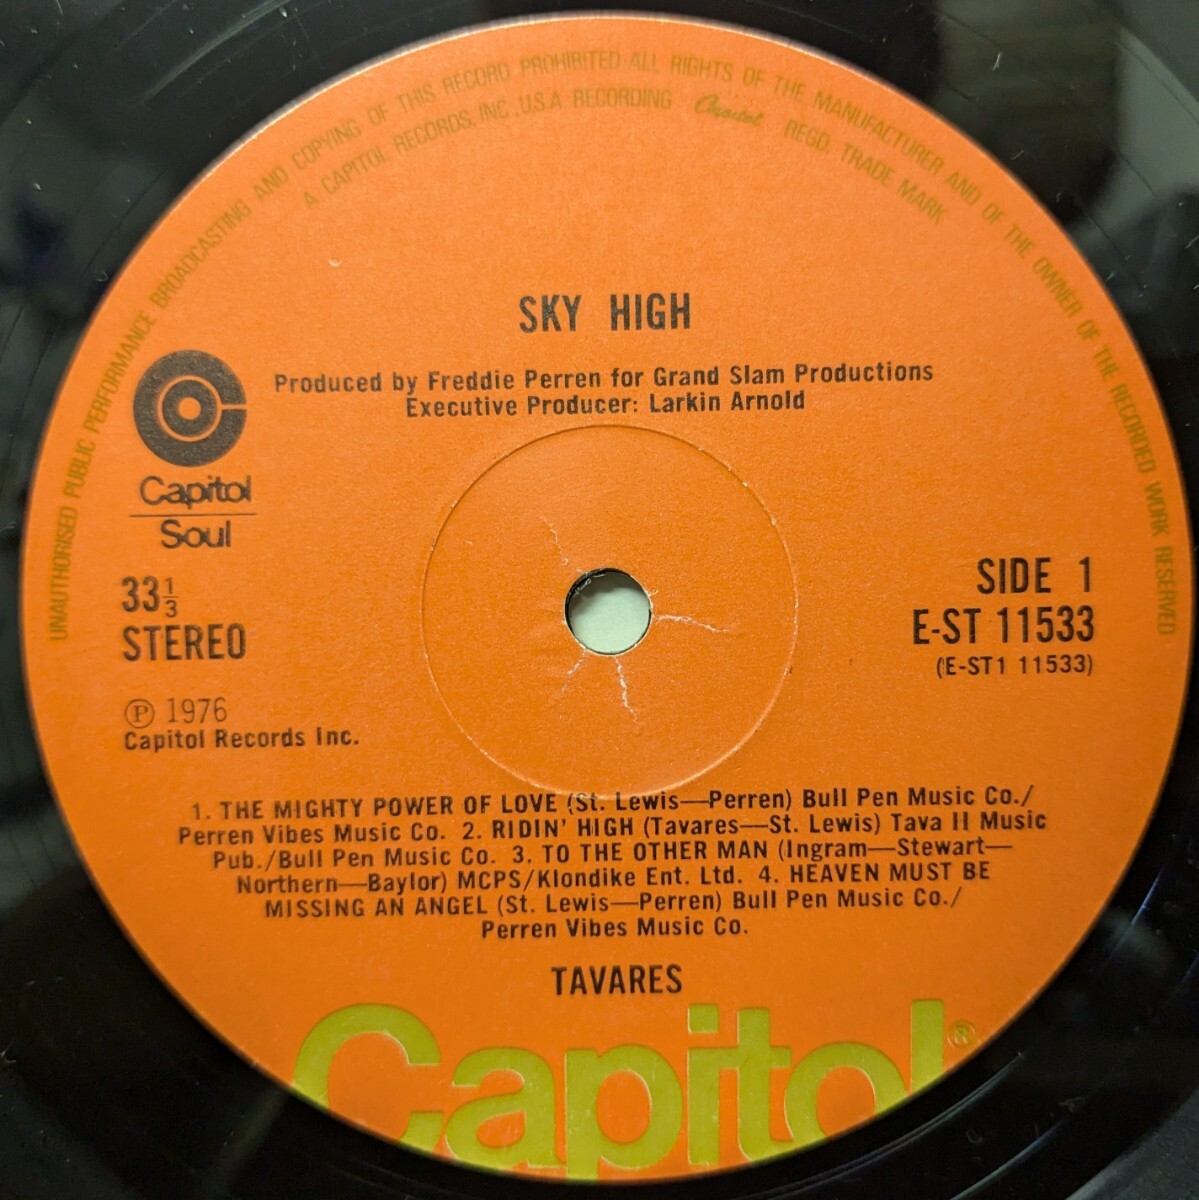 UNAUTHORISED PUBLIC PERFORMANCE BROADCASTING AND COPYING OF THIS RECORD PROHIBITED ALL RIGHTS OF THE MANUFACTURER AND OF THE OWNER OF THE RECORDED WORK RESERVED
A CAPITOL RECORDS, INC., U.S.A. RECORDING Capitol REGD. TRADE MARK
SKY HIGH
Produced by Freddie Perren for Grand Slam Productions
Executive Producer: Larkin Arnold
Capitol
Soul
33⅓
STEREO
Ⓟ 1976
Capitol Records Inc.
SIDE 1
E-ST 11533
(E-ST1 11533)
1. THE MIGHTY POWER OF LOVE (St. Lewis—Perren) Bull Pen Music Co./
Perren Vibes Music Co. 2. RIDIN' HIGH (Tavares—St. Lewis) Tava II Music
Pub./Bull Pen Music Co. 3. TO THE OTHER MAN (Ingram—Stewart—
Northern—Baylor) MCPS/Klondike Ent. Ltd. 4. HEAVEN MUST BE
MISSING AN ANGEL (St. Lewis—Perren) Bull Pen Music Co./
Perren Vibes Music Co.
TAVARES
Capitol®